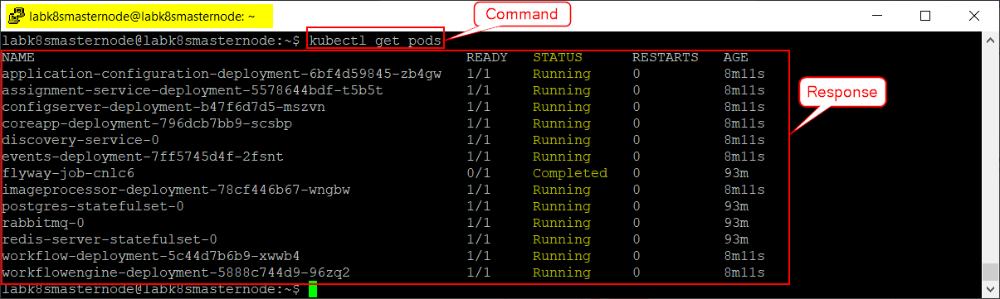 labk8smasternode@labk8smasternode: ~
Command
labk8smasternode@labk8smasternode:~$ kubectl get pods
NAME READY STATUS RESTARTS AGE
application-configuration-deployment-6bf4d59845-zb4gw 1/1 Running 0 8m11s
assignment-service-deployment-5578644bdf-t5b5t 1/1 Running 0 8m11s
configserver-deployment-b47f6d7d5-mszvn 1/1 Running 0 8m11s
coreapp-deployment-796dcb7bb9-scsbp 1/1 Running 0 8m11s
discovery-service-0 1/1 Running 0 8m11s
events-deployment-7ff5745d4f-2fsnt 1/1 Running 0 8m11s
flyway-job-cnlc6 0/1 Completed 0 93m
imageprocessor-deployment-78cf446b67-wngbw 1/1 Running 0 8m11s
postgres-statefulset-0 1/1 Running 0 93m
rabbitmq-0 1/1 Running 0 93m
redis-server-statefulset-0 1/1 Running 0 93m
workflow-deployment-5c44d7b6b9-xwwb4 1/1 Running 0 8m11s
workflowengine-deployment-5888c744d9-96zq2 1/1 Running 0 8m11s
labk8smasternode@labk8smasternode:~$
Response